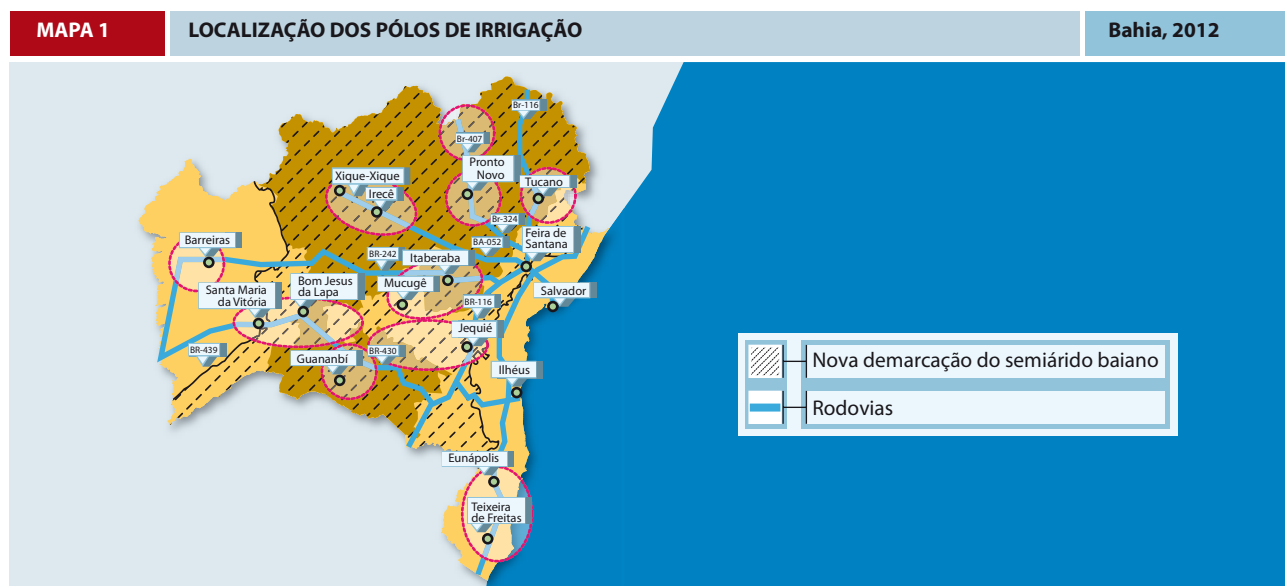 MAPA 1
LOCALIZAÇÃO DOS PÓLOS DE IRRIGAÇÃO
Bahia, 2012
Br-116
Br-407
Pronto
Novo
Xique-Xique
Tucano
Irecê
Br-324
Feira de
Santana
BA-052
Barreiras
BR-242
Itaberaba
Bom Jesus
da Lapa
Mucugê
Santa Maria
da Vitória
Salvador
BR-116
Jequié
BR-439
Guananbí
BR-430
Ilhéus
Eunápolis
Teixeira
de Freitas
Nova demarcação do semiárido baiano
Rodovias